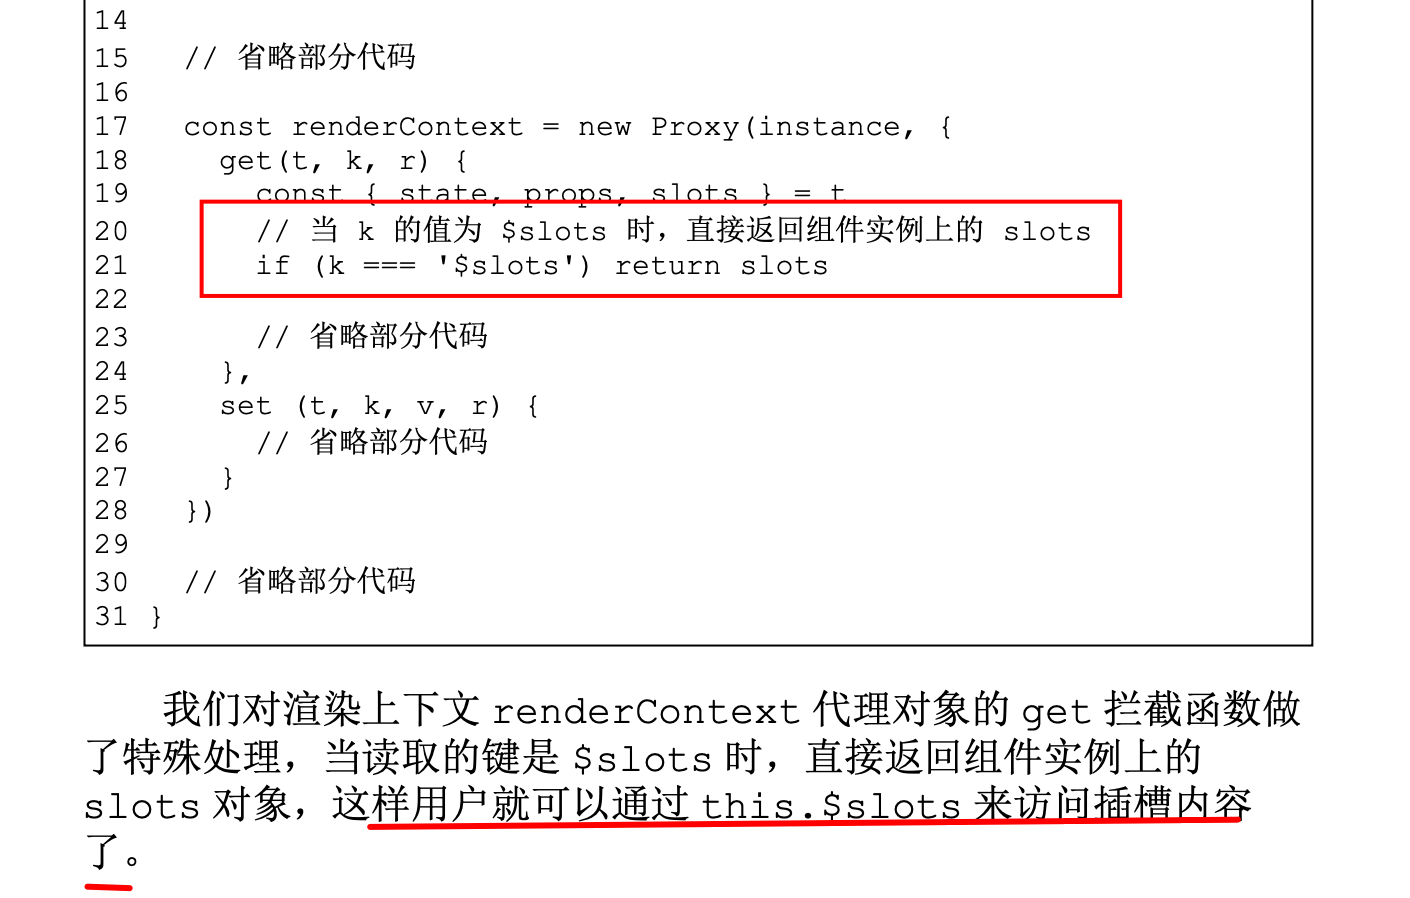 14
15   // 省略部分代码
16
17   const renderContext = new Proxy(instance, {
18     get(t, k, r) {
19       const { state, props, slots } = t
20       // 当 k 的值为 $slots 时，直接返回组件实例上的 slots
21       if (k === '$slots') return slots
22
23       // 省略部分代码
24     },
25     set (t, k, v, r) {
26       // 省略部分代码
27     }
28   })
29
30   // 省略部分代码
31 }
我们对渲染上下文 renderContext 代理对象的 get 拦截函数做
了特殊处理，当读取的键是 $slots 时，直接返回组件实例上的
slots 对象，这样用户就可以通过 this.$slots 来访问插槽内容
了。